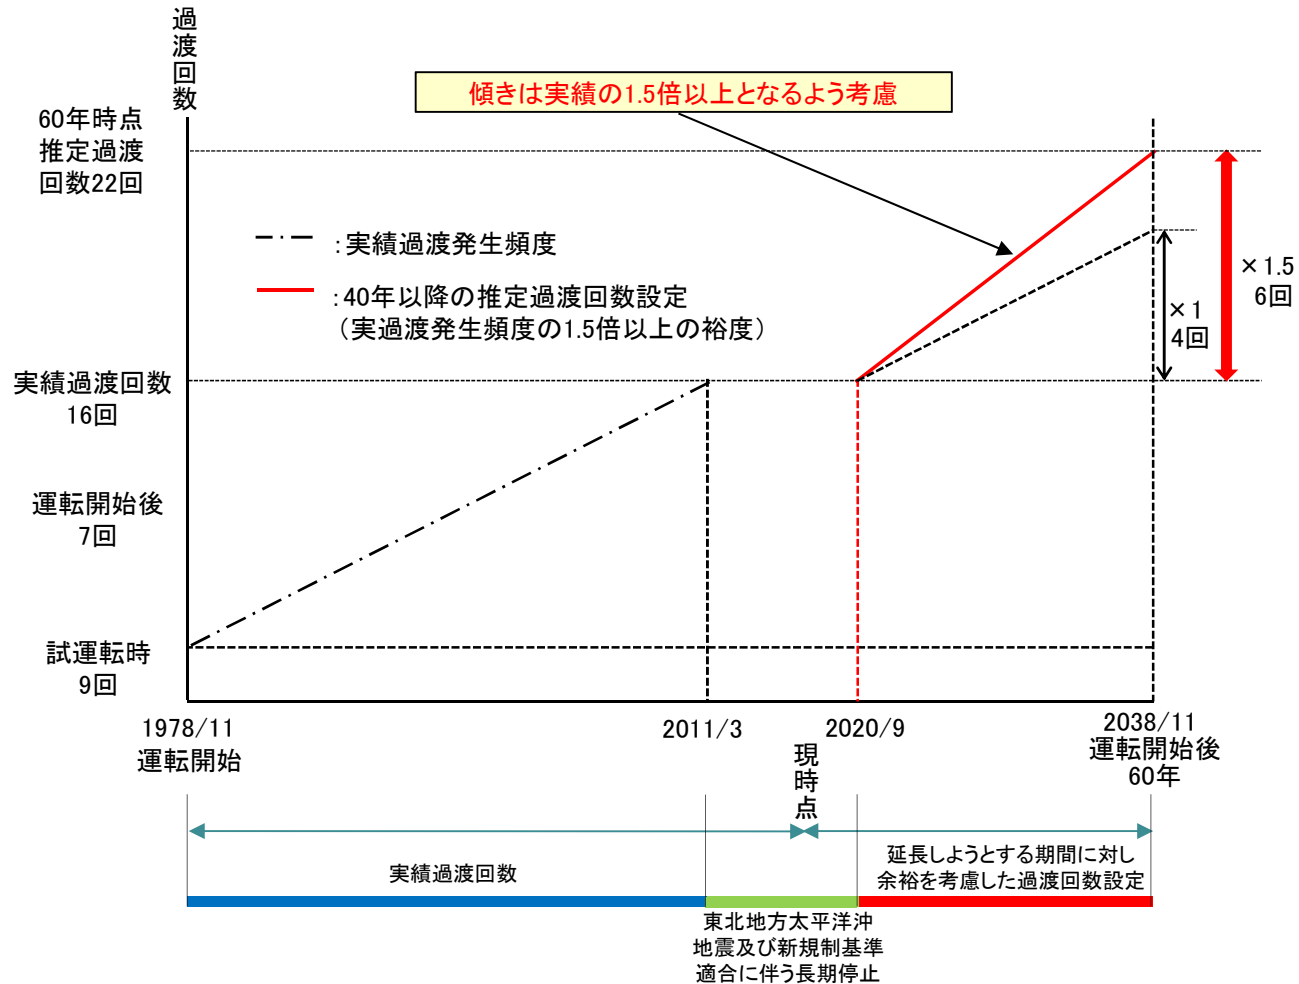 過渡回数
傾きは実績の1.5倍以上となるよう考慮
60年時点
推定過渡
回数22回
:実績過渡発生頻度
:40年以降の推定過渡回数設定
（実過渡発生頻度の1.5倍以上の裕度）
×1.5
6回
×1
4回
実績過渡回数
16回
運転開始後
7回
試運転時
9回
1978/11
運転開始
2011/3
2020/9
2038/11
運転開始後
60年
現時点
実績過渡回数
延長しようとする期間に対し
余裕を考慮した過渡回数設定
東北地方太平洋沖
地震及び新規制基準
適合に伴う長期停止